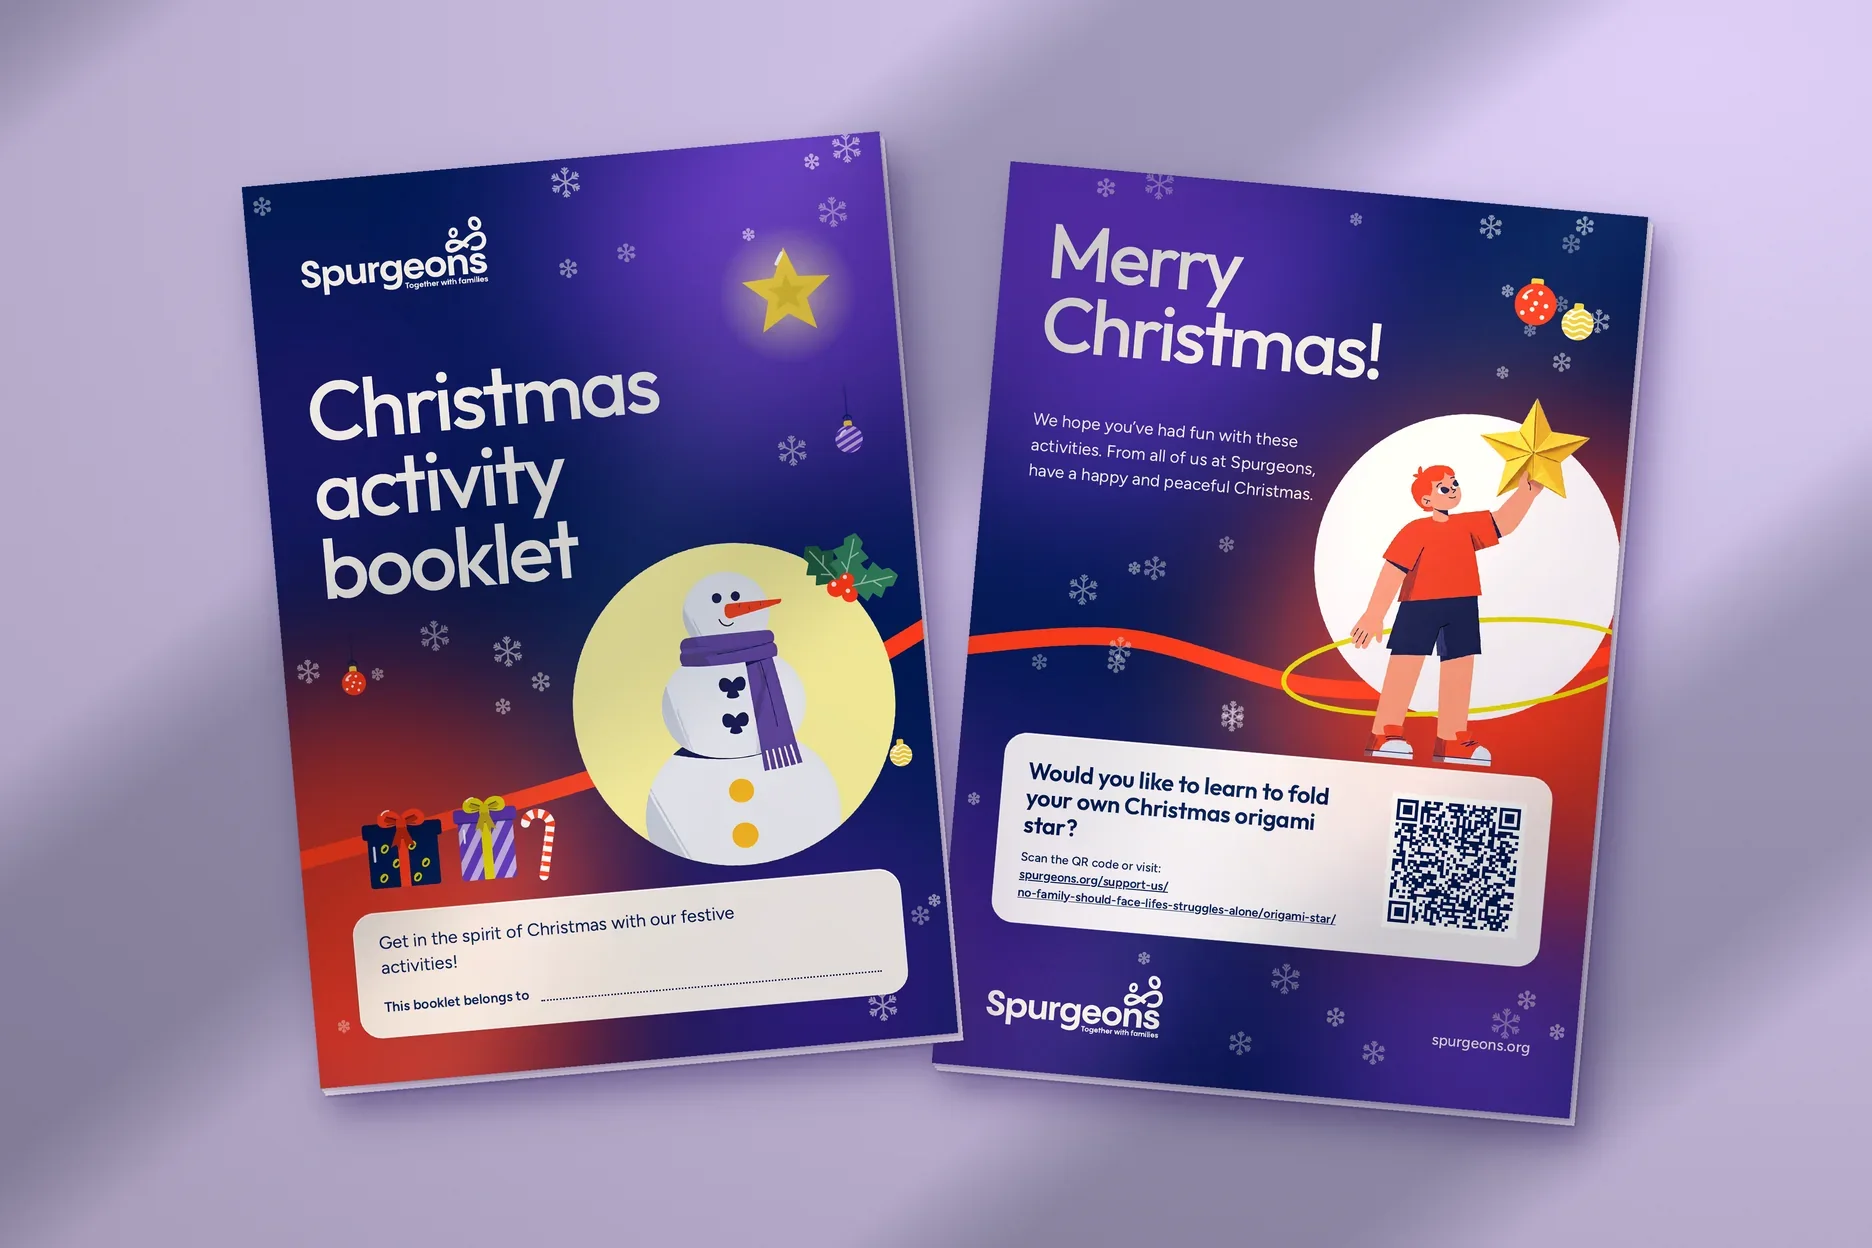 Spurgeons
Together with families
Christmas
activity
booklet
Get in the spirit of Christmas with our festive
activities!
This booklet belongs to
Merry
Christmas!
We hope you've had fun with these
activities. From all of us at Spurgeons,
have a happy and peaceful Christmas.
Would you like to learn to fold
your own Christmas origami
star?
Scan the QR code or visit:
spurgeons.org/support-us/
no-family-should-face-lifes-struggles-alone/origami-star/
Spurgeons
Together with families
spurgeons.org